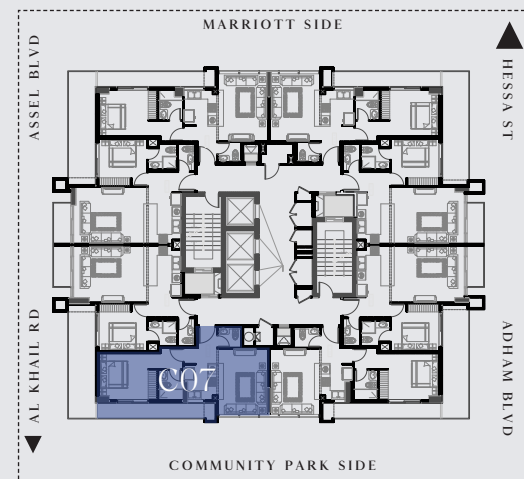 MARRIOTT SIDE
ASSEL BLVD
HESSA ST
AL KHAIL RD
ADHAM BLVD
C07
COMMUNITY PARK SIDE